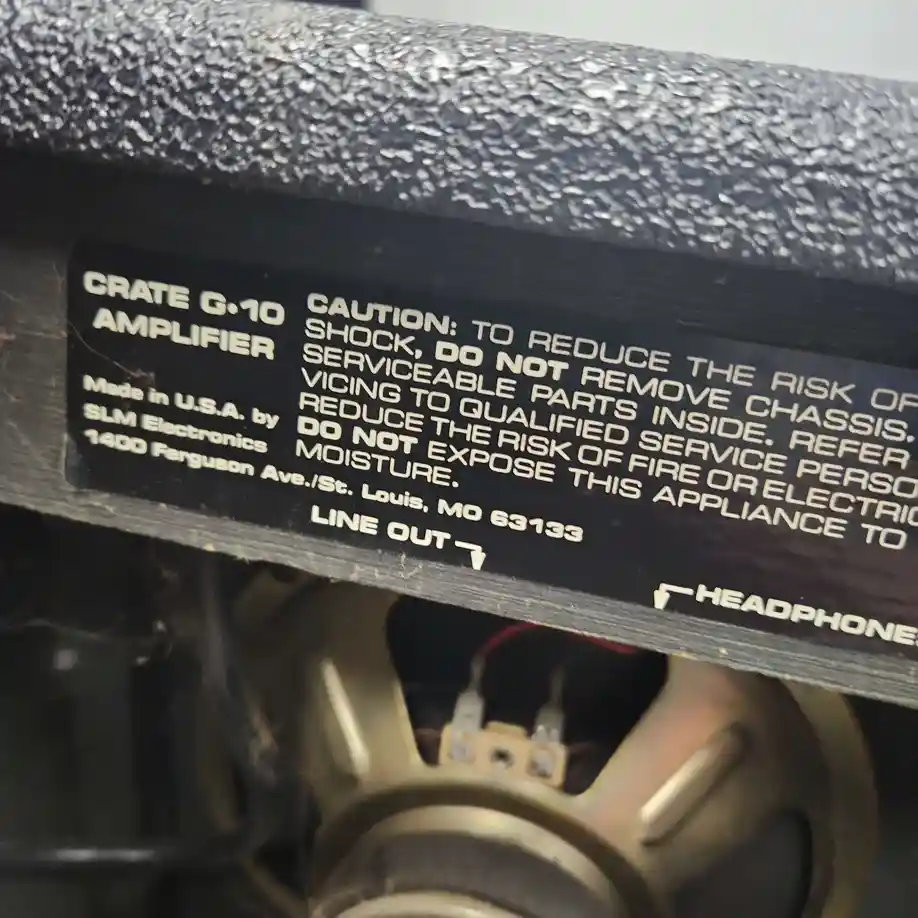 CRATE G•10
AMPLIFIER
Made in U.S.A. by
SLM Electronics
1400 Ferguson Ave./St. Louis, MO 63133
CAUTION: TO REDUCE THE RISK OF
SHOCK, DO NOT REMOVE CHASSIS.
SERVICEABLE PARTS INSIDE. REFER
VICING TO QUALIFIED SERVICE PERSO
REDUCE THE RISK OF FIRE OR ELECTRIC
DO NOT EXPOSE THIS APPLIANCE TO
MOISTURE.
LINE OUT
HEADPHONE